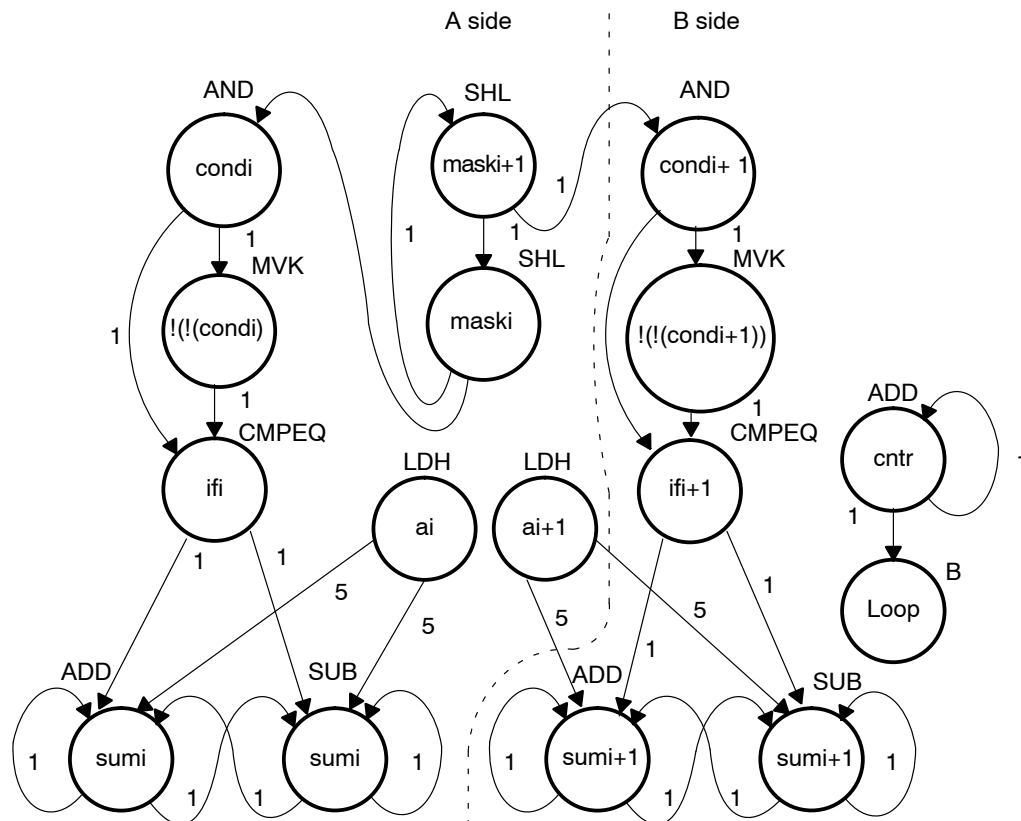 A side
B side
AND
SHL
AND
condi
maski+1
condi+ 1
1
1
1
1
1
MVK
SHL
MVK
!(!(condi)
maski
!(!(condi+1))
1
1
1
ADD
CMPEQ
CMPEQ
LDH
LDH
cntr
ifi
ai
ai+1
ifi+1
1
1
1
5
5
5
5
1
1
B
Loop
ADD
SUB
ADD
SUB
sumi
sumi
sumi+1
sumi+1
1
1
1
1
1
1
1
1